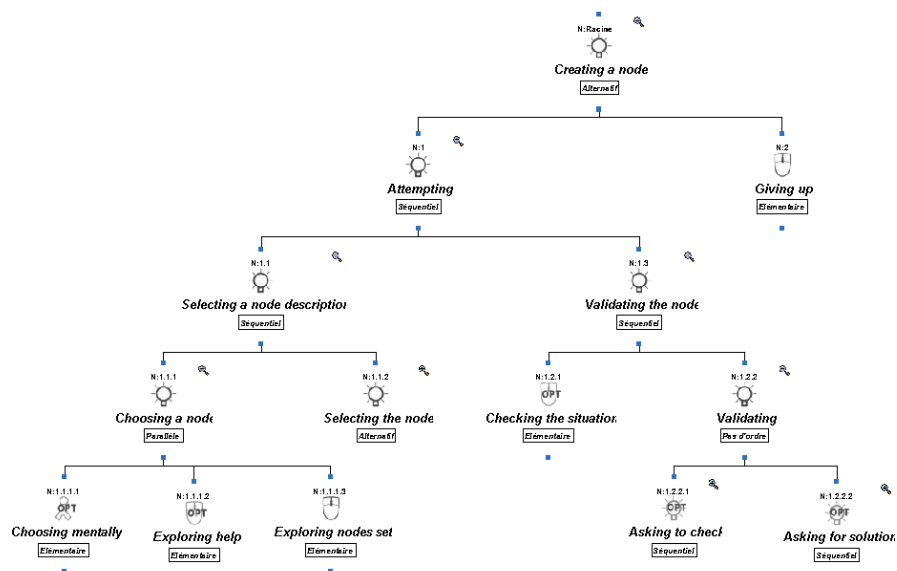 N:Racine
Creating a node
Alternatif
N:1
N:2
Attempting
Giving up
Séquentiel
Elémentaire
N:1.1
N:1.3
Selecting a node description
Validating the node
Séquentiel
Séquentiel
N:1.1.1
N:1.1.2
N:1.2.1
N:1.2.2
OPT
Choosing a node
Selecting the node
Checking the situation
Validating
Parallèle
Alternatif
Elémentaire
Pas d'ordre
N:1.1.1.1
N:1.1.1.2
N:1.1.1.3
N:1.2.2.1
N:1.2.2.2
OPT
OPT
OPT
OPT
Choosing mentally
Exploring help
Exploring nodes set
Asking to check
Asking for solution
Elémentaire
Elémentaire
Elémentaire
Séquentiel
Séquentiel